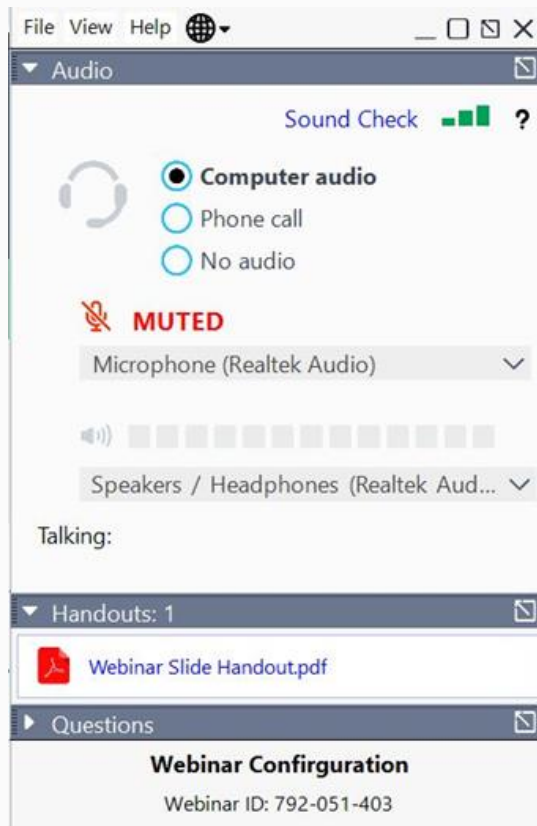 File View Help
Audio
Sound Check ?
Computer audio
Phone call
No audio
MUTED
Microphone (Realtek Audio)
Speakers / Headphones (Realtek Aud...
Talking:
Handouts: 1
Webinar Slide Handout.pdf
Questions
Webinar Confirguration
Webinar ID: 792-051-403